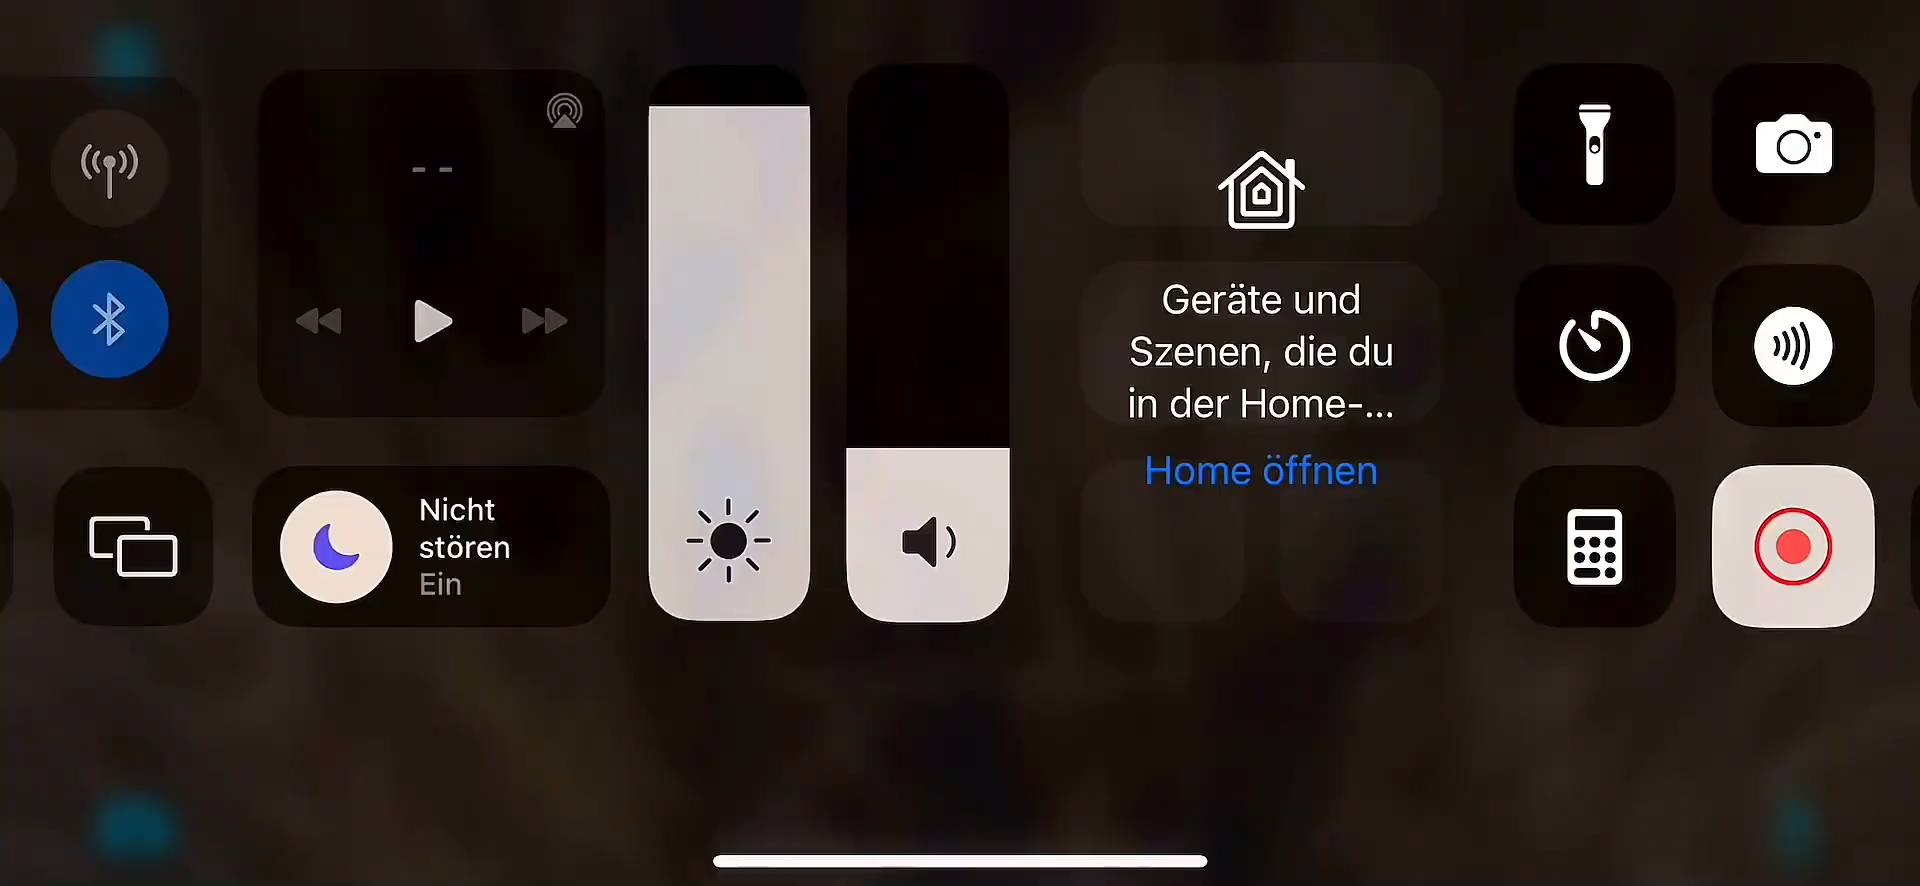 - -
Nicht
stören
Ein
Geräte und
Szenen, die du
in der Home-...
Home öffnen